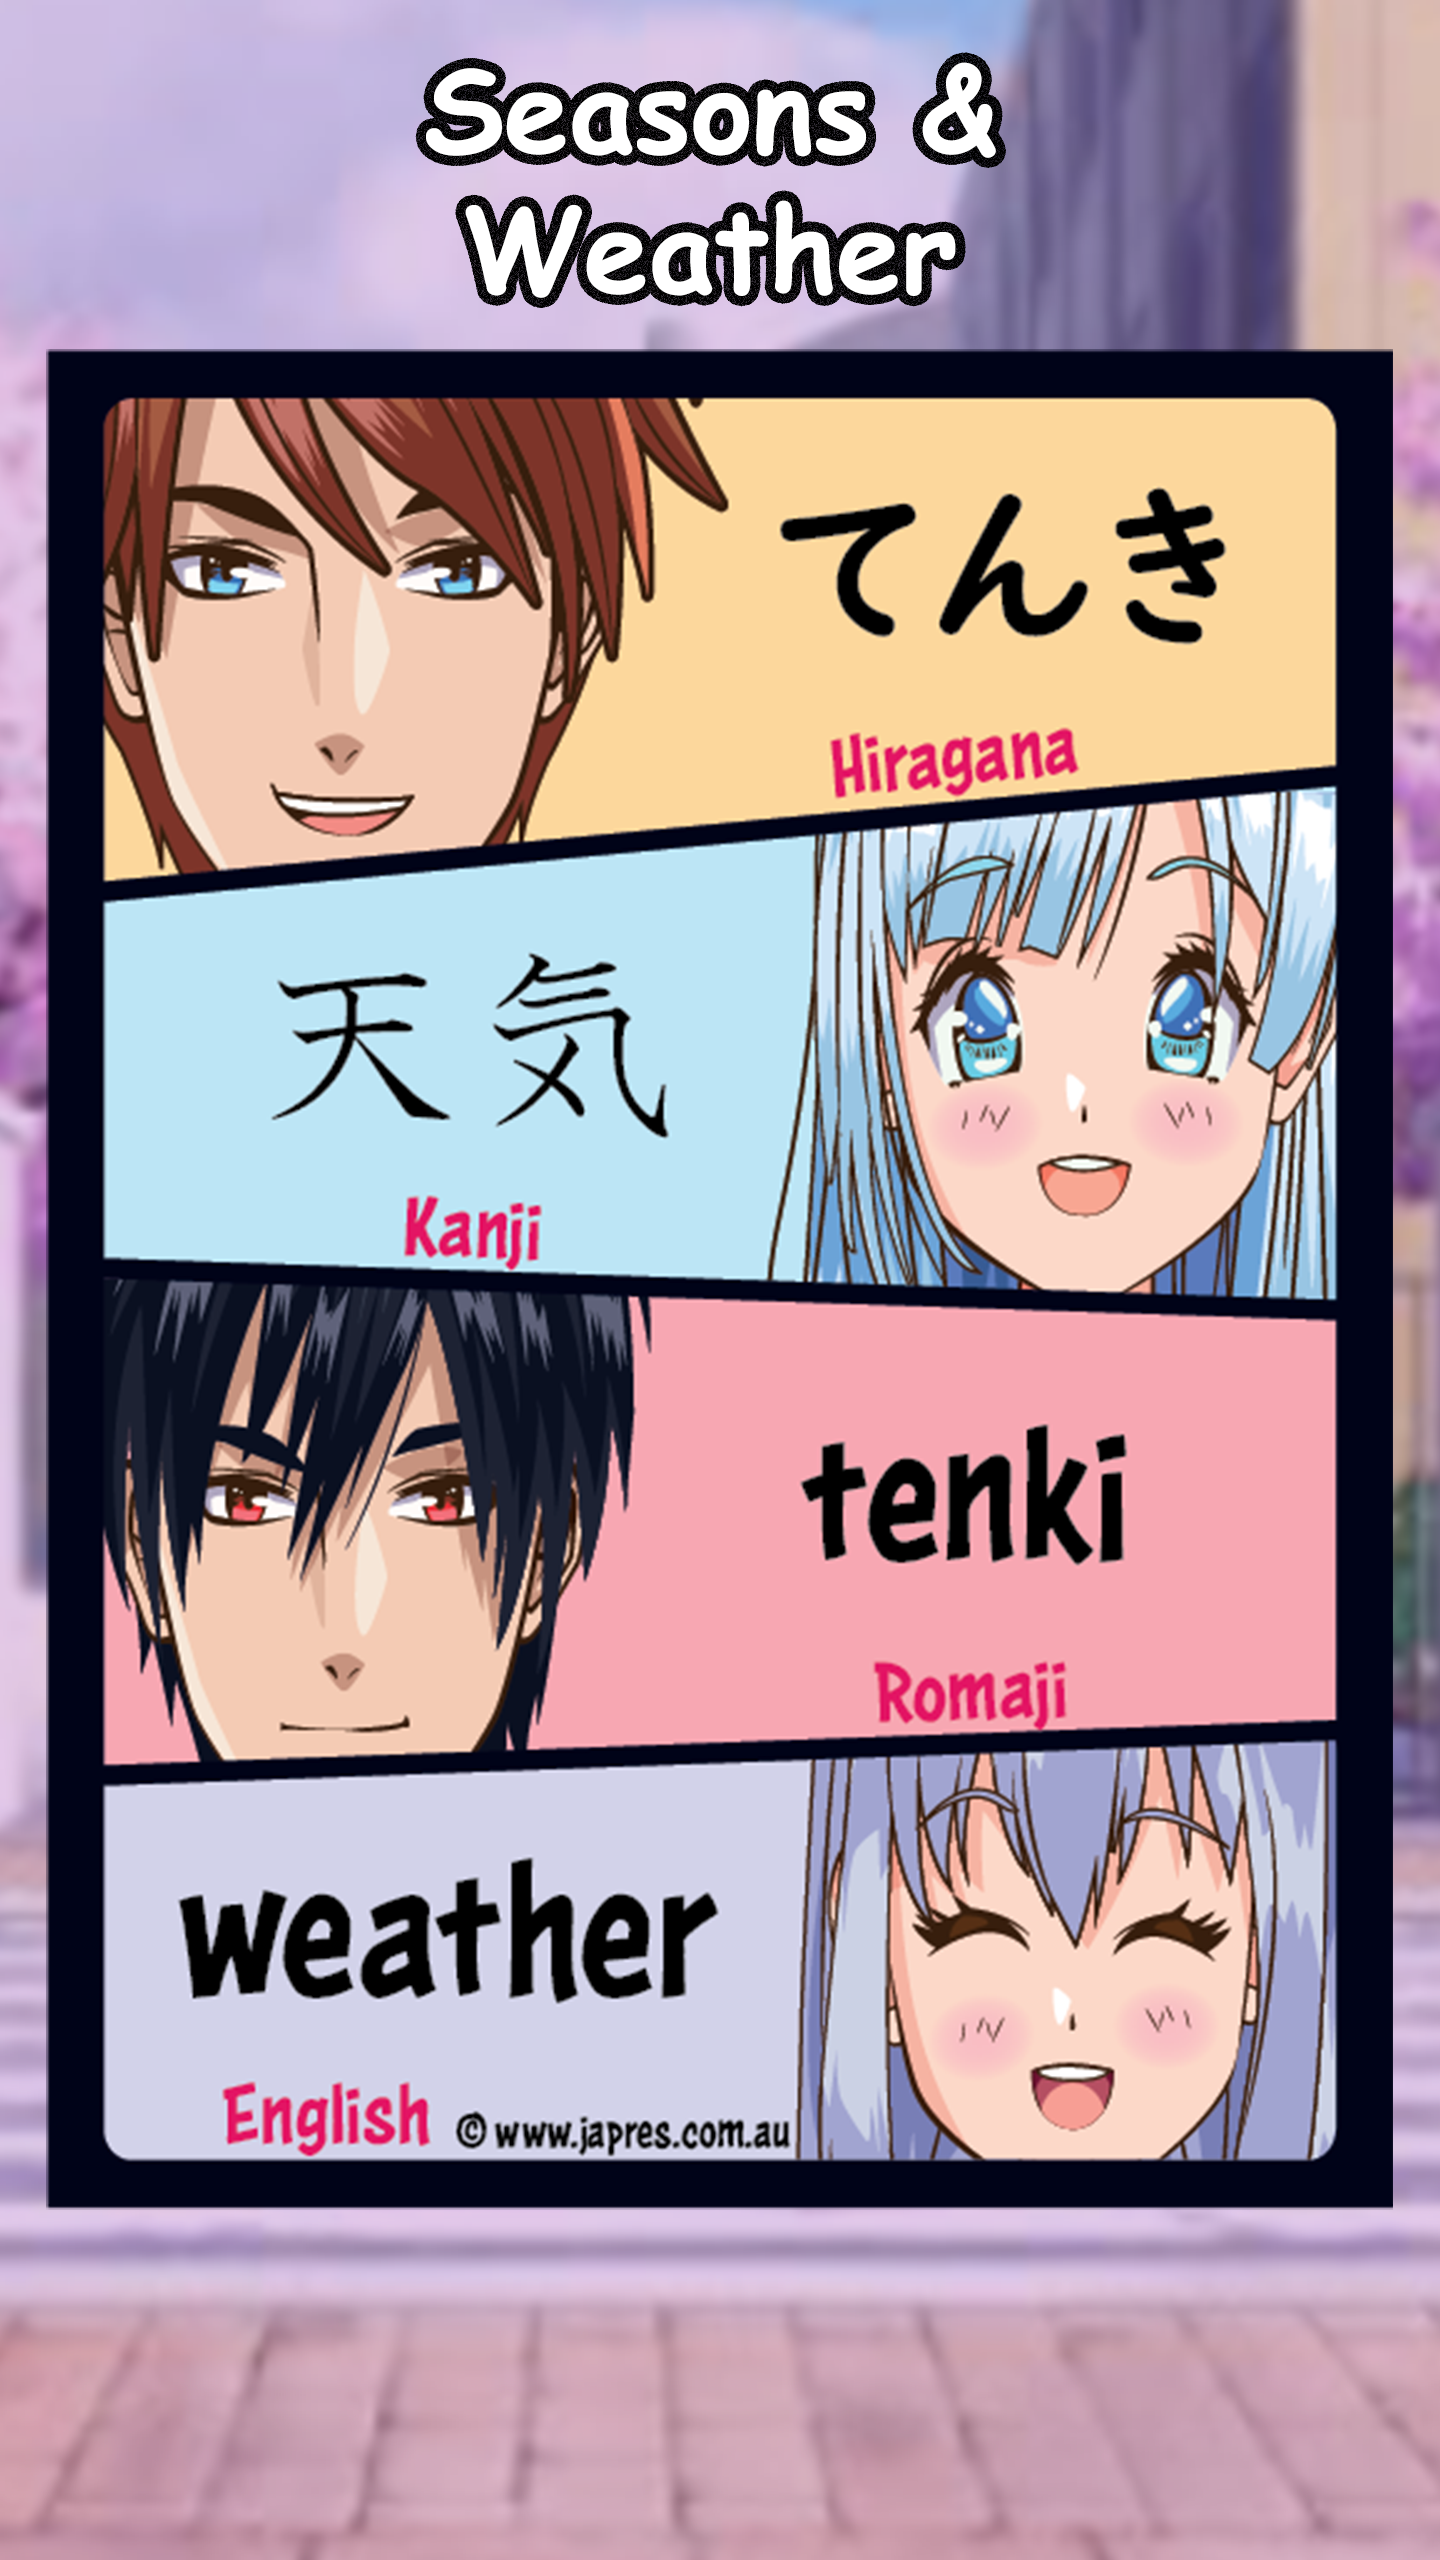 Seasons &
Weather
てんき
Hiragana
天気
Kanji
tenki
Romaji
weather
English © www.japres.com.au